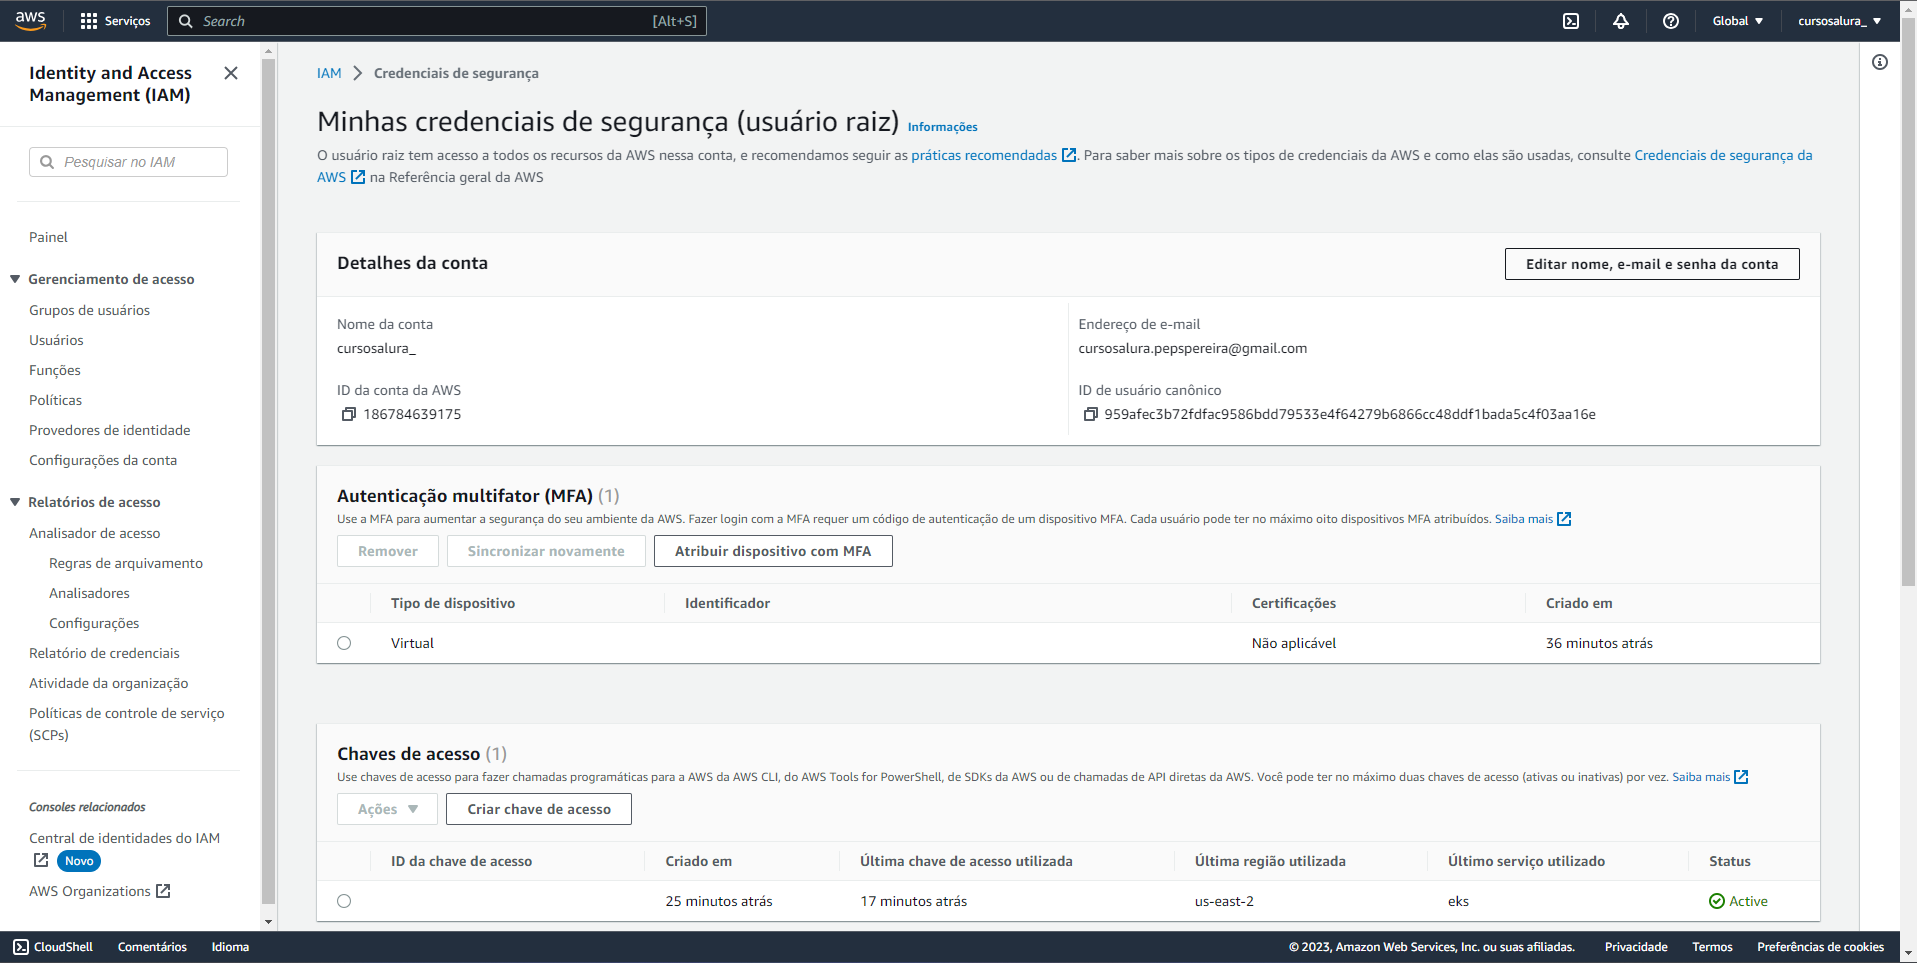 aws
Serviços
Search
[Alt+S]
Global
cursosalura_
Identity and Access
Management (IAM)
Pesquisar no IAM
Painel
Gerenciamento de acesso
Grupos de usuários
Usuários
Funções
Políticas
Provedores de identidade
Configurações da conta
Relatórios de acesso
Analisador de acesso
Regras de arquivamento
Analisadores
Configurações
Relatório de credenciais
Atividade da organização
Políticas de controle de serviço
(SCPs)
Consoles relacionados
Central de identidades do IAM
Novo
AWS Organizations
IAM > Credenciais de segurança
Minhas credenciais de segurança (usuário raiz) Informações
O usuário raiz tem acesso a todos os recursos da AWS nessa conta, e recomendamos seguir as práticas recomendadas. Para saber mais sobre os tipos de credenciais da AWS e como elas são usadas, consulte Credenciais de segurança da
AWS na Referência geral da AWS
Detalhes da conta
Editar nome, e-mail e senha da conta
Nome da conta
cursosalura_
Endereço de e-mail
cursosalura.pepspereira@gmail.com
ID da conta da AWS
186784639175
ID de usuário canônico
959afec3b72fdfac9586bdd79533e4f64279b6866cc48ddf1bada5c4f03aa16e
Autenticação multifator (MFA) (1)
Use a MFA para aumentar a segurança do seu ambiente da AWS. Fazer login com a MFA requer um código de autenticação de um dispositivo MFA. Cada usuário pode ter no máximo oito dispositivos MFA atribuídos. Saiba mais
Remover
Sincronizar novamente
Atribuir dispositivo com MFA
Tipo de dispositivo
Identificador
Certificações
Criado em
Virtual
Não aplicável
36 minutos atrás
Chaves de acesso (1)
Use chaves de acesso para fazer chamadas programáticas para a AWS da AWS CLI, do AWS Tools for PowerShell, de SDKs da AWS ou de chamadas de API diretas da AWS. Você pode ter no máximo duas chaves de acesso (ativas ou inativas) por vez. Saiba mais
Ações
Criar chave de acesso
ID da chave de acesso
Criado em
Última chave de acesso utilizada
Última região utilizada
Último serviço utilizado
Status
25 minutos atrás
17 minutos atrás
us-east-2
eks
Active
CloudShell
Comentários
Idioma
© 2023, Amazon Web Services, Inc. ou suas afiliadas.
Privacidade
Termos
Preferências de cookies